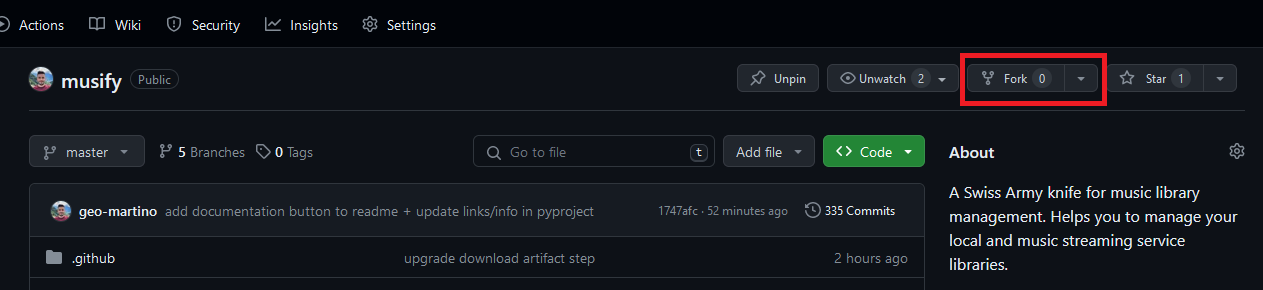 Actions Wiki Security Insights Settings
musify Public Unpin Unwatch 2 Fork 0 Star 1
master 5 Branches 0 Tags Go to file t Add file Code
About
geo-martino add documentation button to readme + update links/info in pyproject 1747afc · 52 minutes ago 335 Commits
.github upgrade download artifact step 2 hours ago
A Swiss Army knife for music library
management. Helps you to manage your
local and music streaming service
libraries.